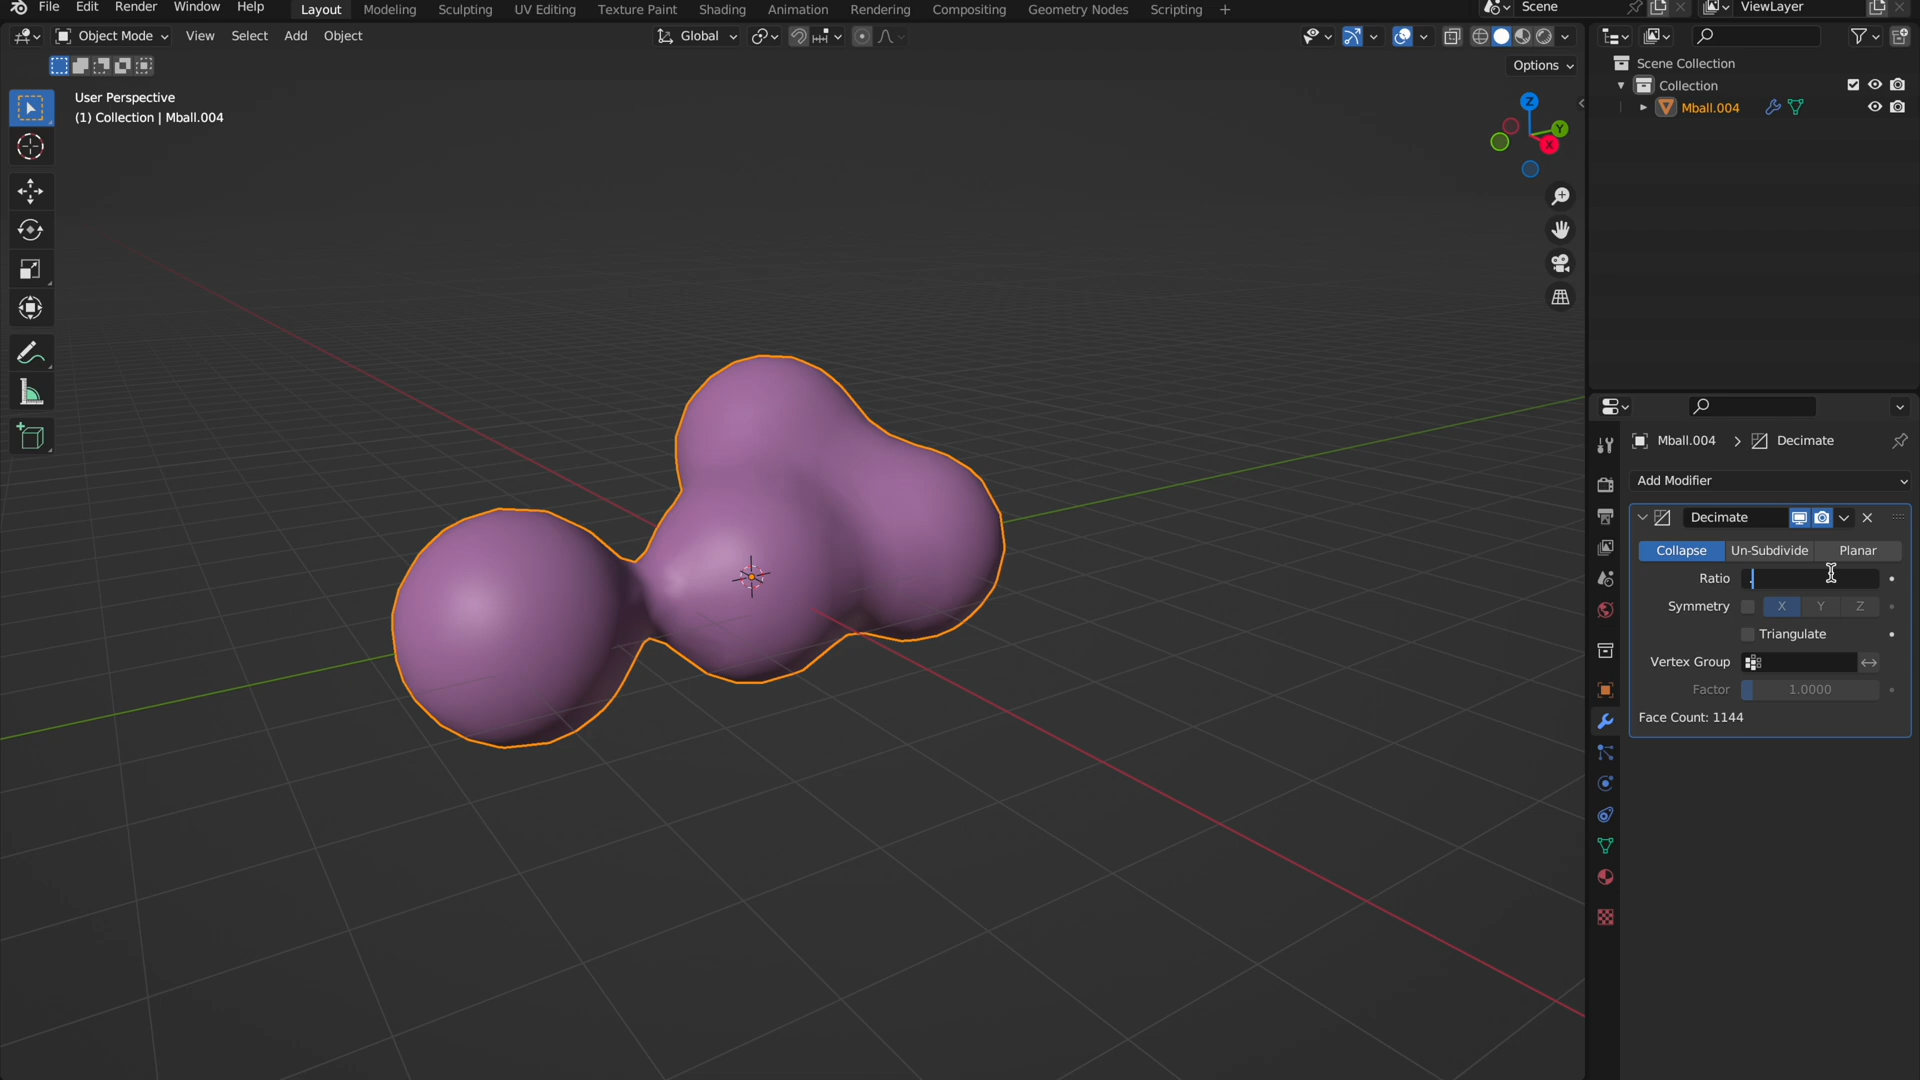 File Edit Render Window Help Layout Modeling Sculpting UV Editing Texture Paint Shading Animation Rendering Compositing Geometry Nodes Scripting + Scene ViewLayer
Object Mode View Select Add Object Global
Options
User Perspective
(1) Collection | Mball.004
Z
Y
X
Scene Collection
Collection
Mball.004
Mball.004 > Decimate
Add Modifier
Decimate
Collapse Un-Subdivide Planar
Ratio .
Symmetry X Y Z
Triangulate
Vertex Group
Factor 1.0000
Face Count: 1144